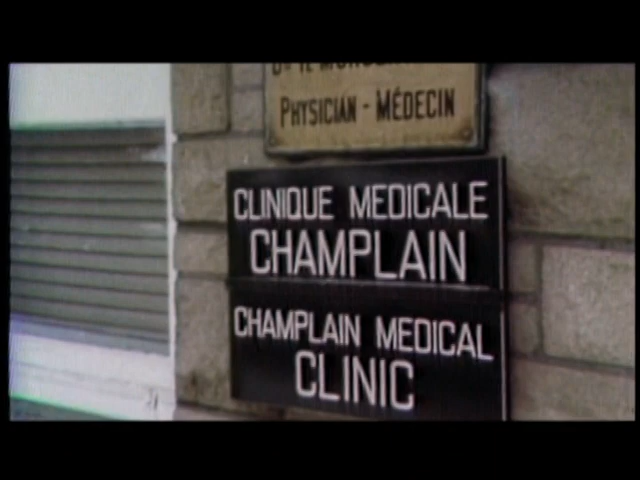 PHYSICIAN - MÉDECIN
CLINIQUE MEDICALE
CHAMPLAIN
CHAMPLAIN MEDICAL
CLINIC